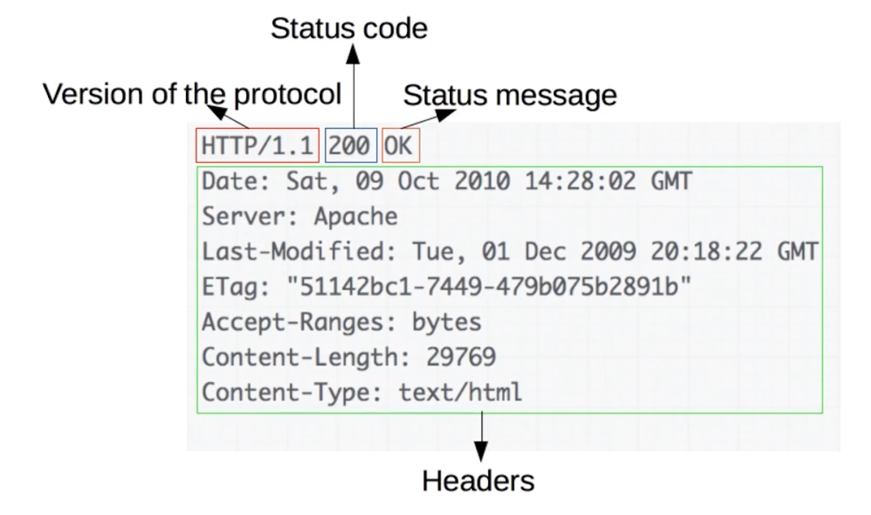 Status code
Version of the protocol
Status message
HTTP/1.1 200 OK
Date: Sat, 09 Oct 2010 14:28:02 GMT
Server: Apache
Last-Modified: Tue, 01 Dec 2009 20:18:22 GMT
ETag: "51142bc1-7449-479b075b2891b"
Accept-Ranges: bytes
Content-Length: 29769
Content-Type: text/html
Headers